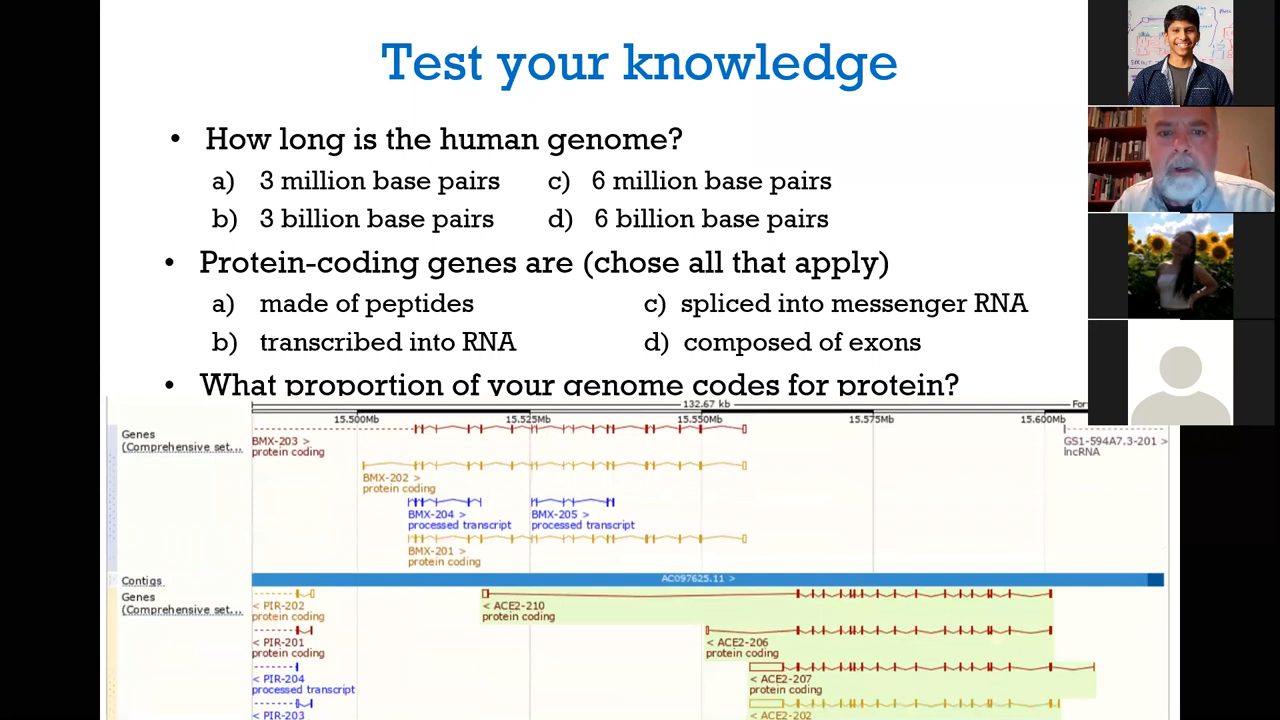 Test your knowledge
• How long is the human genome?
a) 3 million base pairs c) 6 million base pairs
b) 3 billion base pairs d) 6 billion base pairs
• Protein-coding genes are (chose all that apply)
a) made of peptides c) spliced into messenger RNA
b) transcribed into RNA d) composed of exons
• What proportion of your genome codes for protein?
132.67 kb
15.500Mb 15.525Mb 15.550Mb 15.575Mb 15.600Mb
Genes
(Comprehensive set...
BMX-203 >
protein coding
GS1-594A7.3-201 >
lncRNA
BMX-202 >
protein coding
BMX-204 >
processed transcript
BMX-205 >
processed transcript
BMX-201 >
protein coding
Contigs
AC097625.11 >
Genes
(Comprehensive set...
< PIR-202
protein coding
< ACE2-210
protein coding
< PIR-201
protein coding
< ACE2-206
protein coding
< PIR-204
processed transcript
< ACE2-207
protein coding
< PIR-203
< ACE2-202